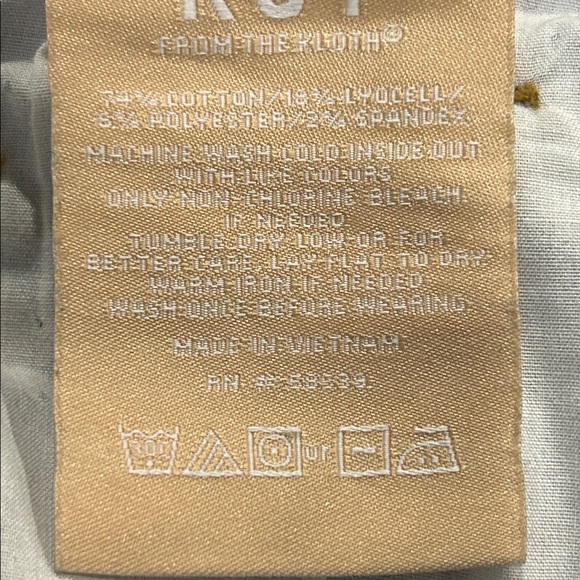 FROM THE KLOTH®
74% COTTON/18% LYOCELL/
6% POLYESTER/2% SPANDEX
MACHINE WASH COLD INSIDE OUT
WITH LIKE COLORS
ONLY NON-CHLORINE BLEACH
IF NEEDED
TUMBLE DRY LOW OR FOR
BETTER CARE, LAY FLAT TO DRY
WARM IRON IF NEEDED
WASH ONCE BEFORE WEARING
MADE IN VIETNAM
RN # 58539
or